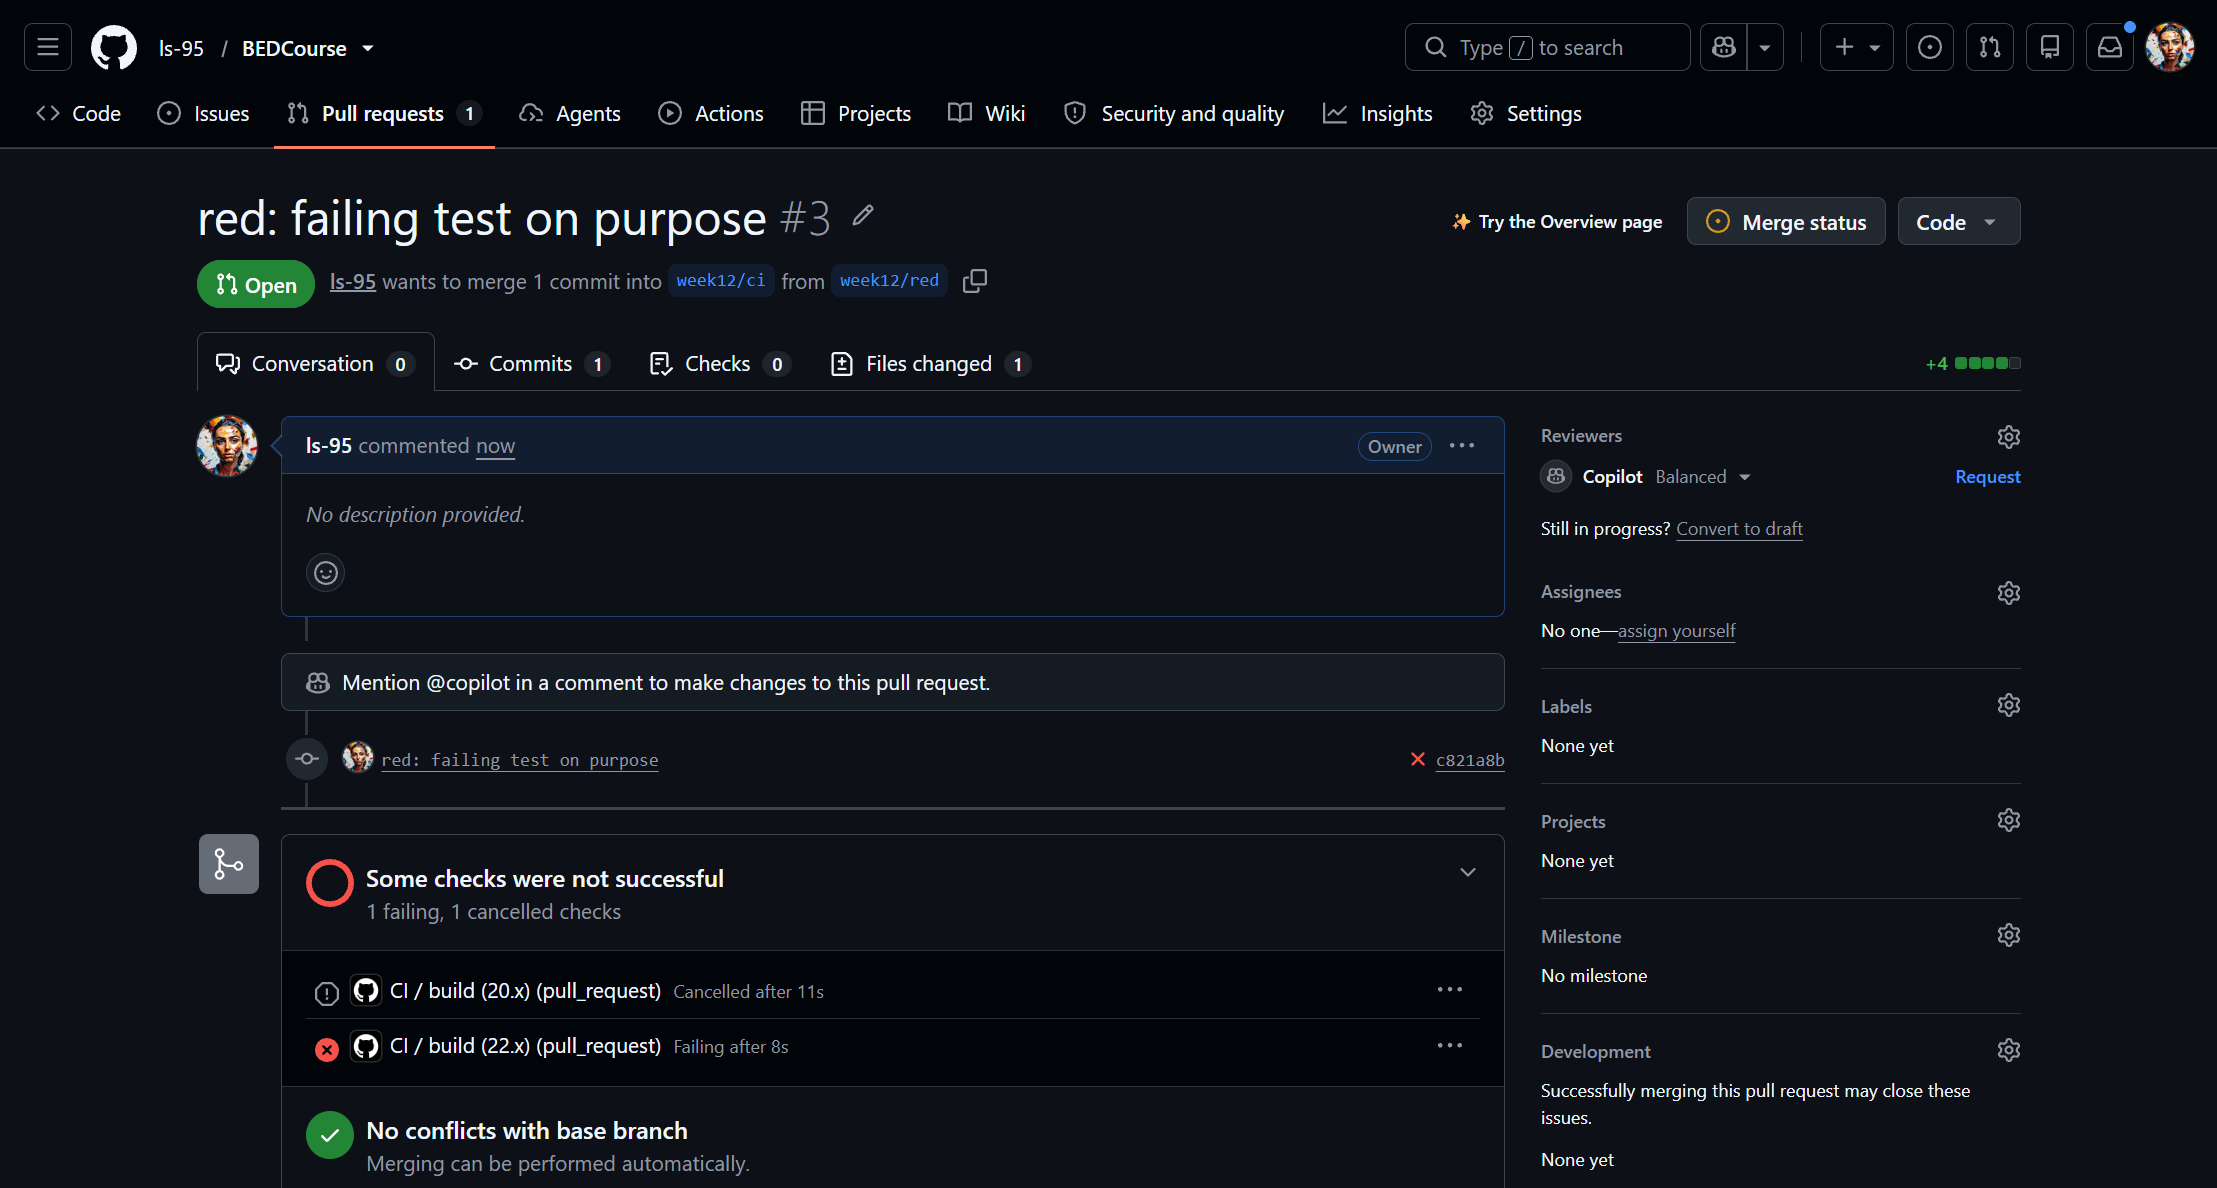 ls-95 / BEDCourse
Type / to search
Code
Issues
Pull requests 1
Agents
Actions
Projects
Wiki
Security and quality
Insights
Settings
red: failing test on purpose #3
Try the Overview page
Merge status
Code
Open
ls-95 wants to merge 1 commit into week12/ci from week12/red
Conversation 0
Commits 1
Checks 0
Files changed 1
+4
ls-95 commented now
Owner
No description provided.
Mention @copilot in a comment to make changes to this pull request.
red: failing test on purpose
c821a8b
Some checks were not successful
1 failing, 1 cancelled checks
CI / build (20.x) (pull_request) Cancelled after 11s
CI / build (22.x) (pull_request) Failing after 8s
No conflicts with base branch
Merging can be performed automatically.
Reviewers
Copilot Balanced
Request
Still in progress? Convert to draft
Assignees
No one—assign yourself
Labels
None yet
Projects
None yet
Milestone
No milestone
Development
Successfully merging this pull request may close these
issues.
None yet